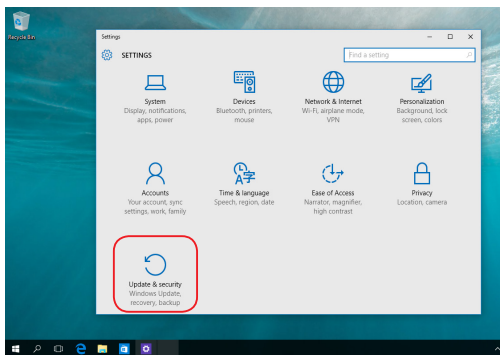 Recycle Bin
Settings
SETTINGS
Find a setting
System
Display, notifications,
apps, power
Devices
Bluetooth, printers,
mouse
Network & Internet
Wi-Fi, airplane mode,
VPN
Personalization
Background, lock
screen, colors
Accounts
Your account, sync
settings, work, family
Time & language
Speech, region, date
Ease of Access
Narrator, magnifier,
high contrast
Privacy
Location, camera
Update & security
Windows Update,
recovery, backup